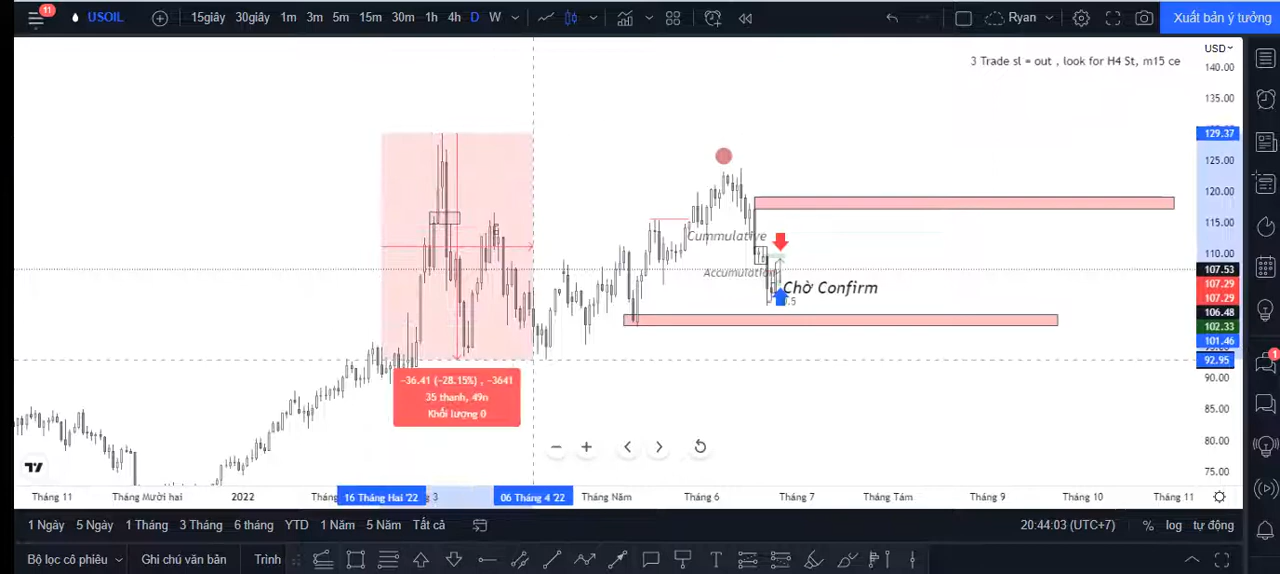 11
USOIL
15giây 30giây 1m 3m 5m 15m 30m 1h 4h D W
Ryan
Xuất bản ý tưởng
3 Trade sl = out , look for H4 St, m15 ce
USD
140.00
135.00
129.37
125.00
120.00
115.00
110.00
107.53
107.29
107.29
106.48
102.33
101.46
92.95
90.00
85.00
80.00
75.00
Cummulative
Accumulation
Chờ Confirm
−36.41 (−28.15%) , −3641
35 thanh, 49n
Khối lượng 0
Tháng 11 Tháng Mười hai 2022 16 Tháng Hai '22 3 06 Tháng 4 '22 Tháng Năm Tháng 6 Tháng 7 Tháng Tám Tháng 9 Tháng 10 Tháng 11
1 Ngày 5 Ngày 1 Tháng 3 Tháng 6 tháng YTD 1 Năm 5 Năm Tất cả
20:44:03 (UTC+7) % log tự động
Bộ lọc cổ phiếu Ghi chú văn bản Trình
1